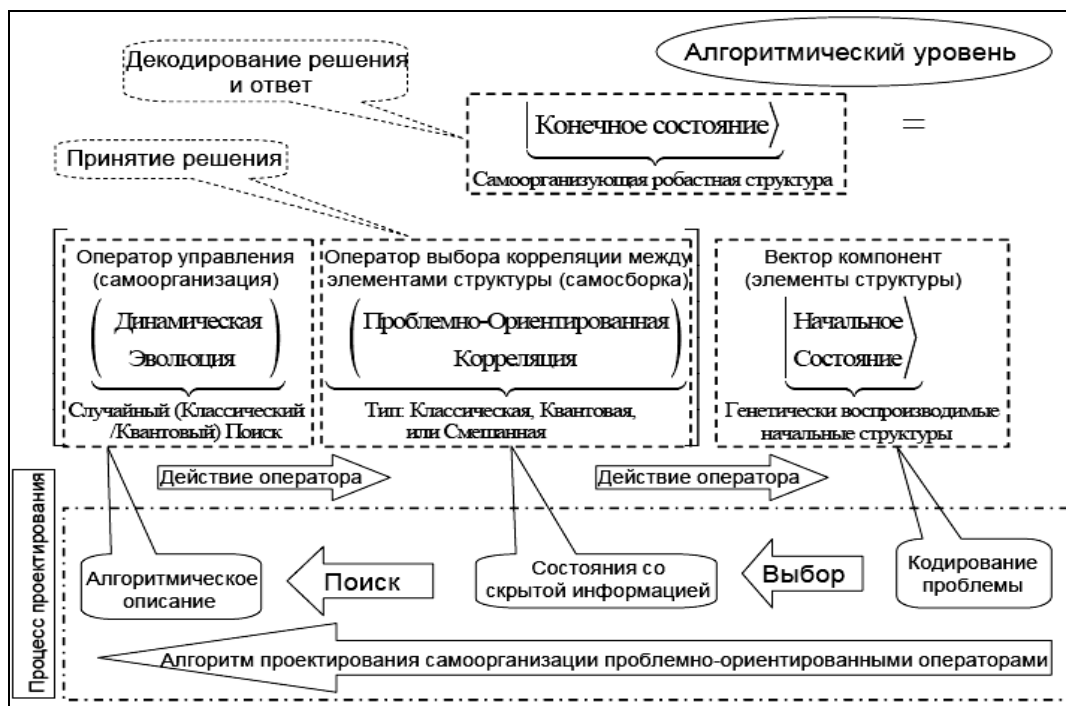 Алгоритмический уровень
Декодирование решения
и ответ
|Конечное состояние⟩
=
Самоорганизующая робастная структура
Принятие решения
Оператор управления
(самоорганизация)
Динамическая
Эволюция
Случайный (Классический
/Квантовый) Поиск
Оператор выбора корреляции между
элементами структуры (самосборка)
Проблемно-Ориентированная
Корреляция
Тип: Классическая, Квантовая,
или Смешанная
Вектор компонент
(элементы структуры)
Начальное
Состояние
Генетически воспроизводимые
начальные структуры
Действие оператора
Действие оператора
Процесс проектирования
Алгоритмическое
описание
Поиск
Состояния со
скрытой информацией
Выбор
Кодирование
проблемы
Алгоритм проектирования самоорганизации проблемно-ориентированными операторами